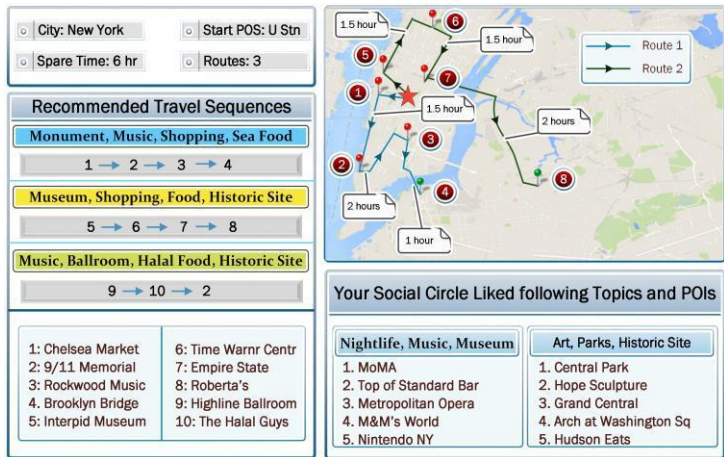 City: New York
Start POS: U Stn
Spare Time: 6 hr
Routes: 3
Recommended Travel Sequences
Monument, Music, Shopping, Sea Food
1 → 2 → 3 → 4
Museum, Shopping, Food, Historic Site
5 → 6 → 7 → 8
Music, Ballroom, Halal Food, Historic Site
9 → 10 → 2
1: Chelsea Market
2: 9/11 Memorial
3: Rockwood Music
4. Brooklyn Bridge
5: Interpid Museum
6: Time Warnr Centr
7: Empire State
8: Roberta's
9: Highline Ballroom
10: The Halal Guys
1.5 hour
6
1.5 hour
5
Route 1
Route 2
7
1
1.5 hour
2 hours
3
2
8
4
2 hours
1 hour
Your Social Circle Liked following Topics and POIs
Nightlife, Music, Museum
1. MoMA
2. Top of Standard Bar
3. Metropolitan Opera
4. M&M's World
5. Nintendo NY
Art, Parks, Historic Site
1. Central Park
2. Hope Sculpture
3. Grand Central
4. Arch at Washington Sq
5. Hudson Eats